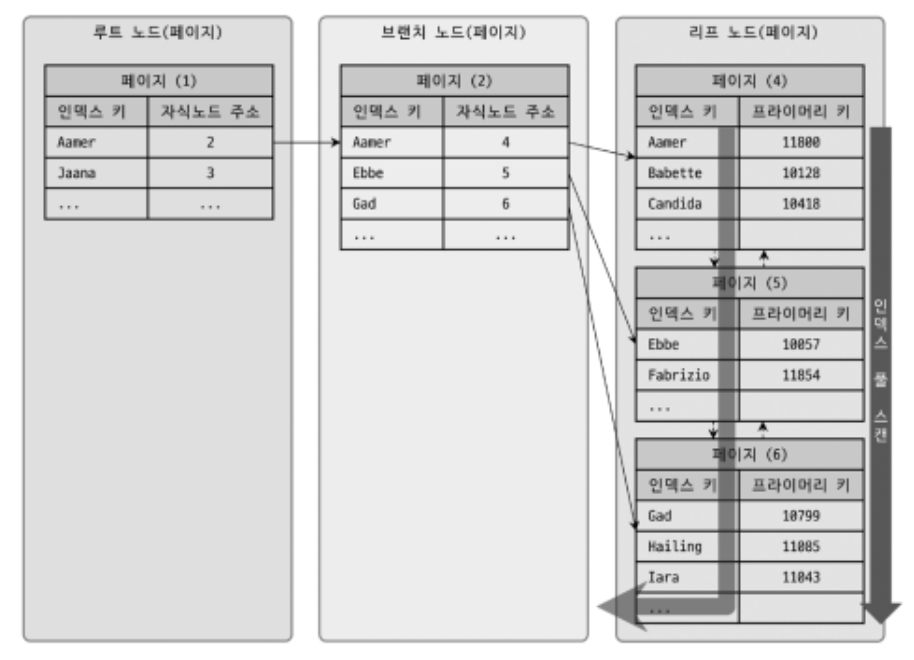 루트 노드(페이지)
페이지 (1)
인덱스 키 자식노드 주소
Aamer 2
Jaana 3
... ...
브랜치 노드(페이지)
페이지 (2)
인덱스 키 자식노드 주소
Aamer 4
Ebbe 5
Gad 6
... ...
리프 노드(페이지)
페이지 (4)
인덱스 키 프라이머리 키
Aamer 11800
Babette 10128
Candida 10418
...
페이지 (5)
인덱스 키 프라이머리 키
Ebbe 10057
Fabrizio 11854
...
페이지 (6)
인덱스 키 프라이머리 키
Gad 10799
Hailing 11085
Iara 11043
...
인덱스 풀 스캔